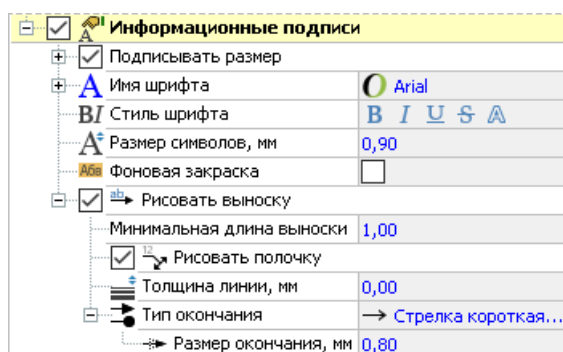 Информационные подписи
Подписывать размер
Имя шрифта Arial
Стиль шрифта B I U S A
Размер символов, мм 0,90
Фоновая закраска
Рисовать выноску
Минимальная длина выноски 1,00
Рисовать полочку
Толщина линии, мм 0,00
Тип окончания Стрелка короткая...
Размер окончания, мм 0,80